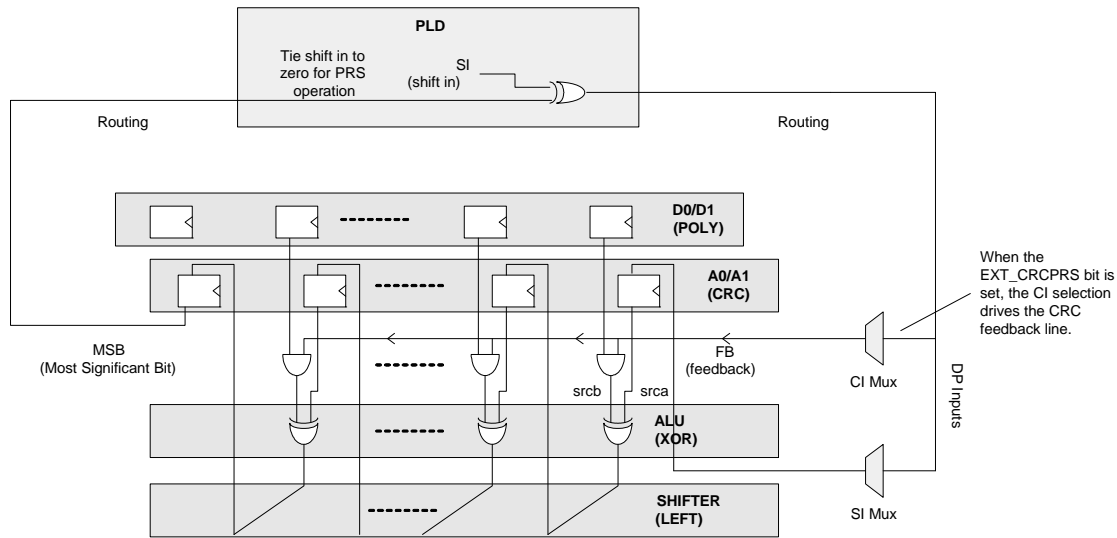 PLD
Tie shift in to
zero for PRS
operation
SI
(shift in)
Routing
Routing
D0/D1
(POLY)
A0/A1
(CRC)
When the
EXT_CRCPRS bit is
set, the CI selection
drives the CRC
feedback line.
MSB
(Most Significant Bit)
FB
(feedback)
CI Mux
DP Inputs
srcb
srca
ALU
(XOR)
SHIFTER
(LEFT)
SI Mux